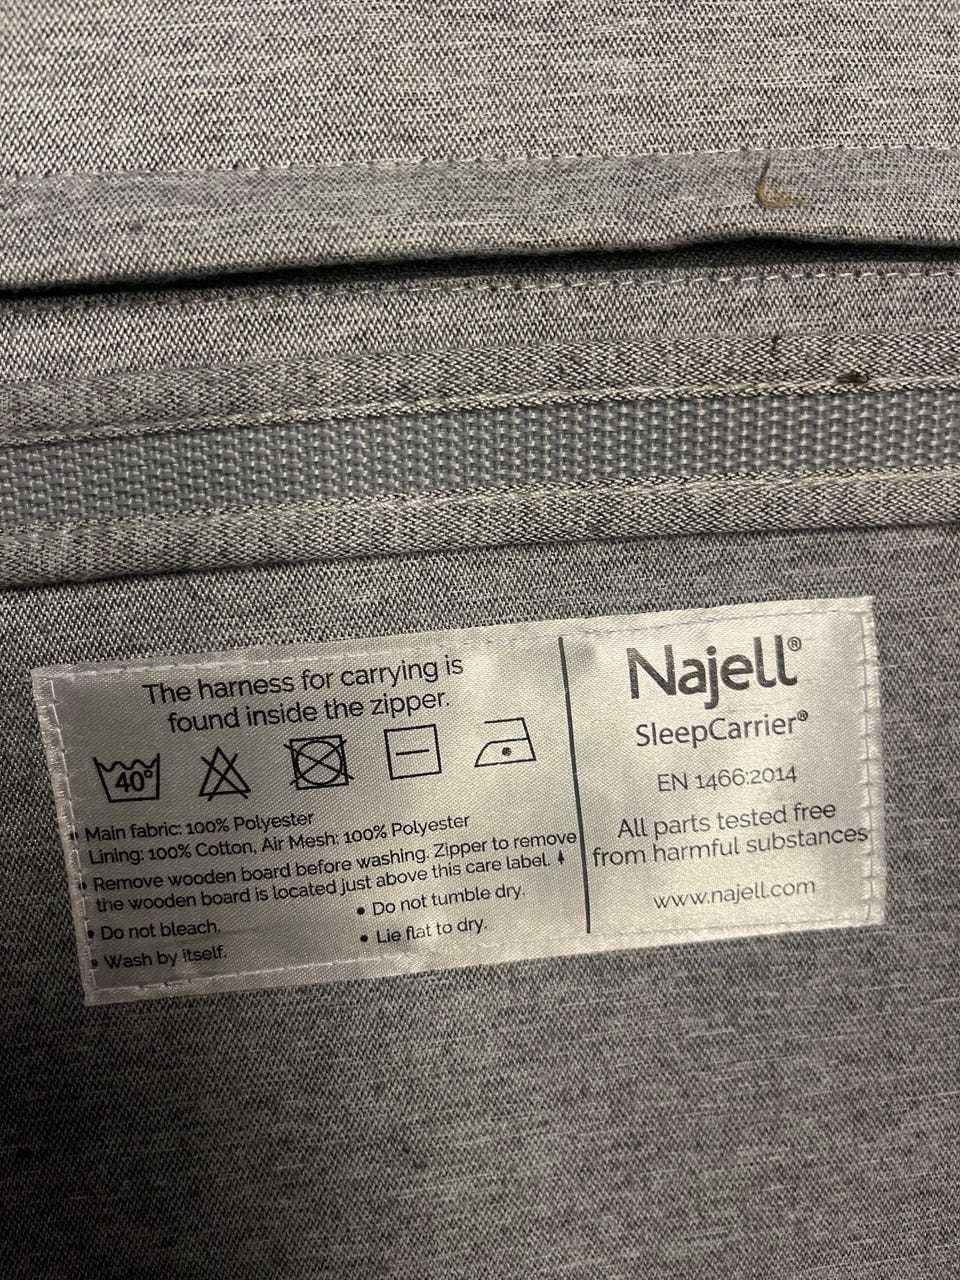 The harness for carrying is
found inside the zipper.
40°
Main fabric: 100% Polyester
Lining: 100% Cotton, Air Mesh: 100% Polyester
• Remove wooden board before washing. Zipper to remove
the wooden board is located just above this care label.
• Do not bleach.
• Do not tumble dry.
• Wash by itself.
• Lie flat to dry.
Najell®
SleepCarrier®
EN 1466:2014
All parts tested free
from harmful substances
www.najell.com